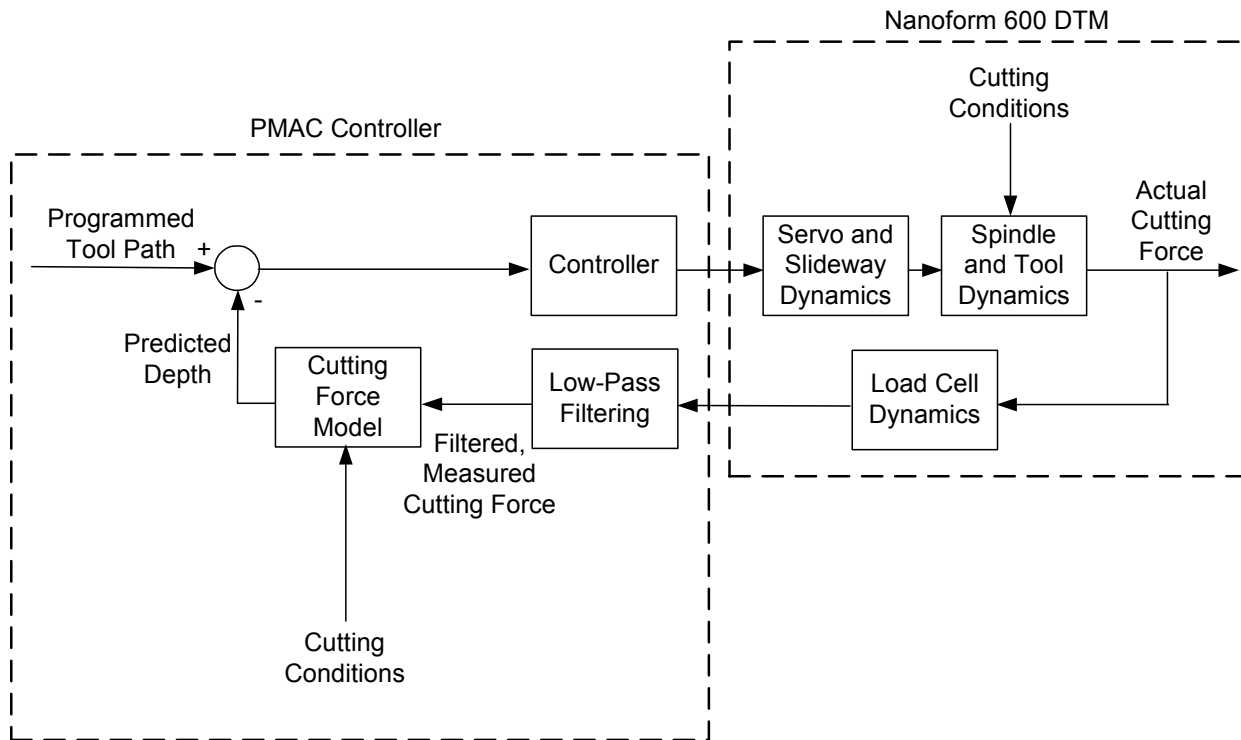 Nanoform 600 DTM
PMAC Controller
Cutting
Conditions
Programmed
Tool Path
+
-
Controller
Servo and
Slideway
Dynamics
Spindle
and Tool
Dynamics
Actual
Cutting
Force
Predicted
Depth
Cutting
Force
Model
Low-Pass
Filtering
Load Cell
Dynamics
Filtered,
Measured
Cutting Force
Cutting
Conditions